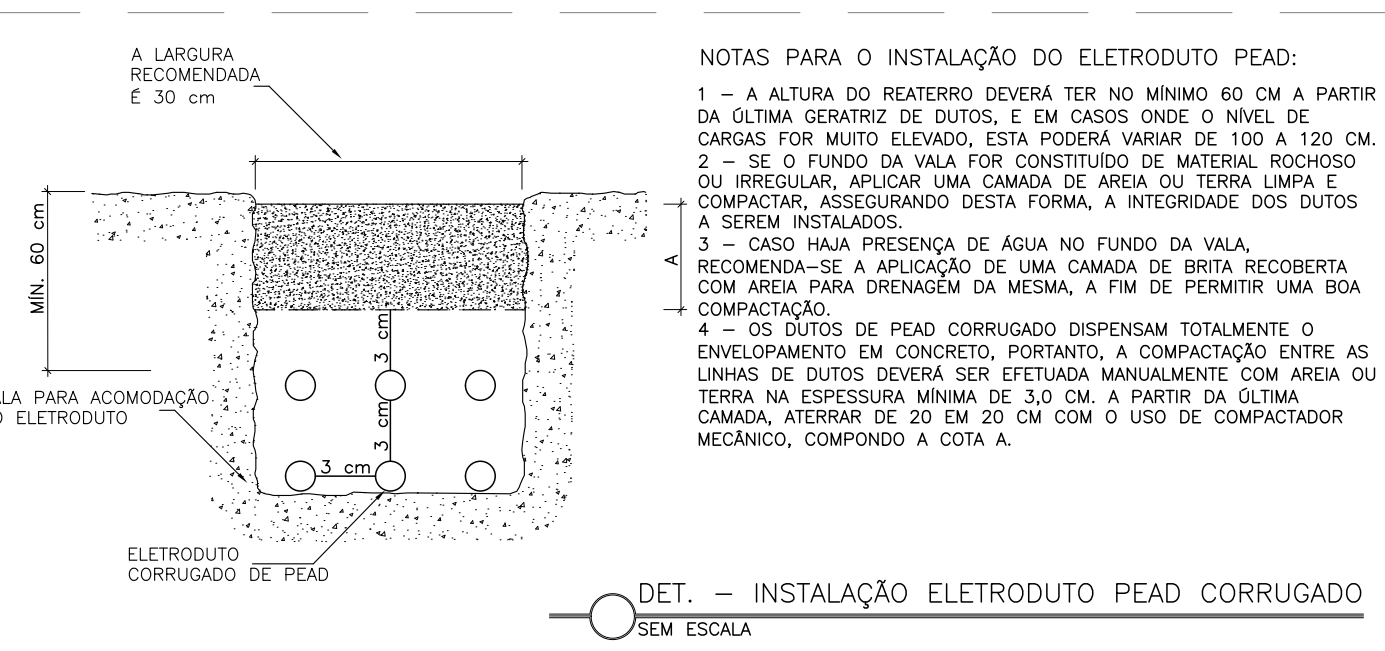 A LARGURA
RECOMENDADA
É 30 cm
MÍN. 60 cm
PARA ACOMODAÇÃO
ELETRODUTO
3 cm
3 cm
3 cm
A
ELETRODUTO
CORRUGADO DE PEAD
NOTAS PARA O INSTALAÇÃO DO ELETRODUTO PEAD:
1 – A ALTURA DO REATERRO DEVERÁ TER NO MÍNIMO 60 CM A PARTIR
DA ÚLTIMA GERATRIZ DE DUTOS, E EM CASOS ONDE O NÍVEL DE
CARGAS FOR MUITO ELEVADO, ESTA PODERÁ VARIAR DE 100 A 120 CM.
2 – SE O FUNDO DA VALA FOR CONSTITUÍDO DE MATERIAL ROCHOSO
OU IRREGULAR, APLICAR UMA CAMADA DE AREIA OU TERRA LIMPA E
COMPACTAR, ASSEGURANDO DESTA FORMA, A INTEGRIDADE DOS DUTOS
A SEREM INSTALADOS.
3 – CASO HAJA PRESENÇA DE ÁGUA NO FUNDO DA VALA,
RECOMENDA–SE A APLICAÇÃO DE UMA CAMADA DE BRITA RECOBERTA
COM AREIA PARA DRENAGEM DA MESMA, A FIM DE PERMITIR UMA BOA
COMPACTAÇÃO.
4 – OS DUTOS DE PEAD CORRUGADO DISPENSAM TOTALMENTE O
ENVELOPAMENTO EM CONCRETO, PORTANTO, A COMPACTAÇÃO ENTRE AS
LINHAS DE DUTOS DEVERÁ SER EFETUADA MANUALMENTE COM AREIA OU
TERRA NA ESPESSURA MÍNIMA DE 3,0 CM. A PARTIR DA ÚLTIMA
CAMADA, ATERRAR DE 20 EM 20 CM COM O USO DE COMPACTADOR
MECÂNICO, COMPONDO A COTA A.
DET. – INSTALAÇÃO ELETRODUTO PEAD CORRUGADO
SEM ESCALA